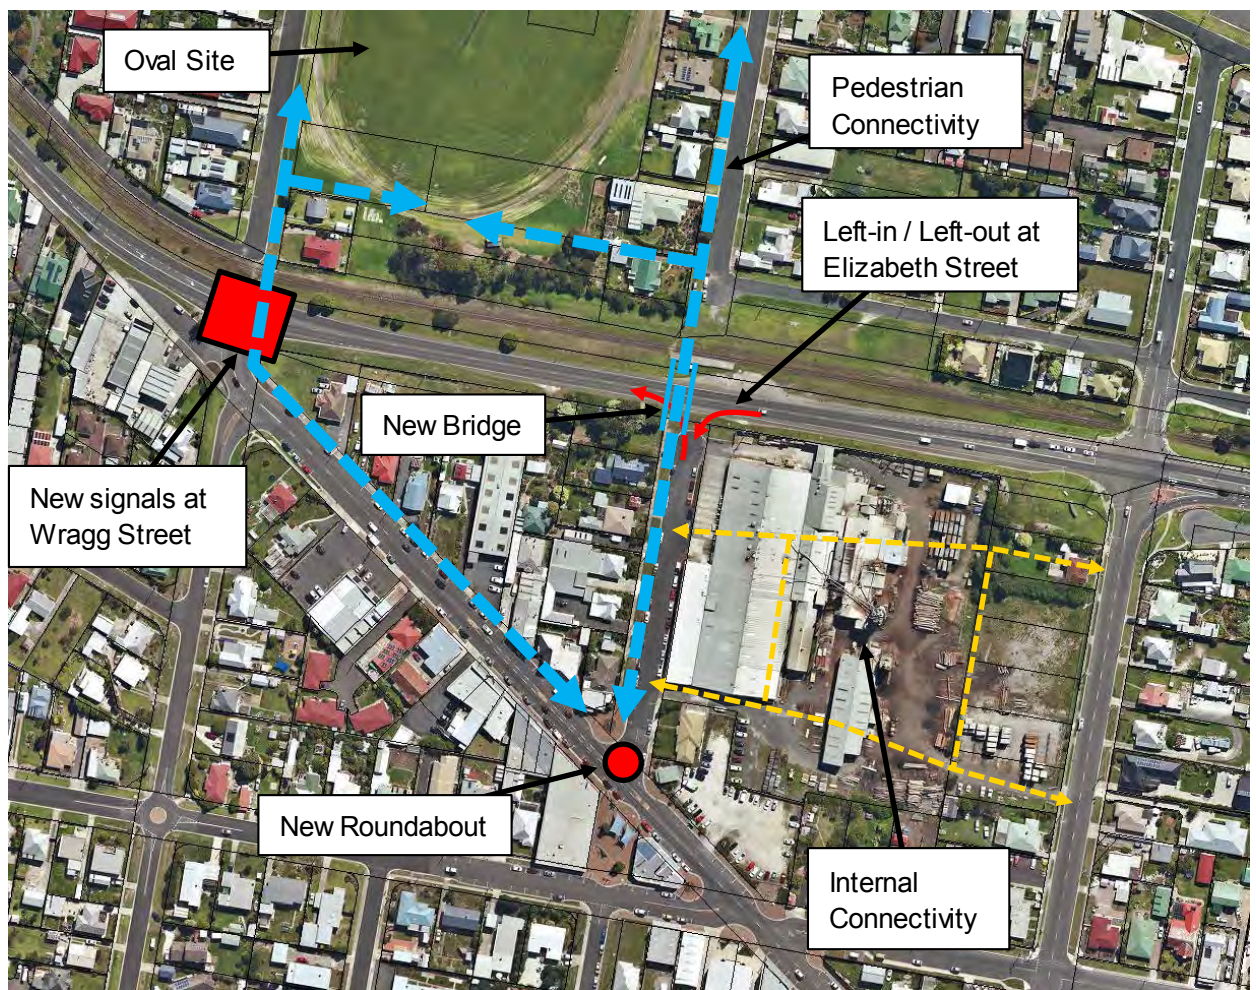 Oval Site
Pedestrian
Connectivity
Left-in / Left-out at
Elizabeth Street
New Bridge
New signals at
Wragg Street
New Roundabout
Internal
Connectivity